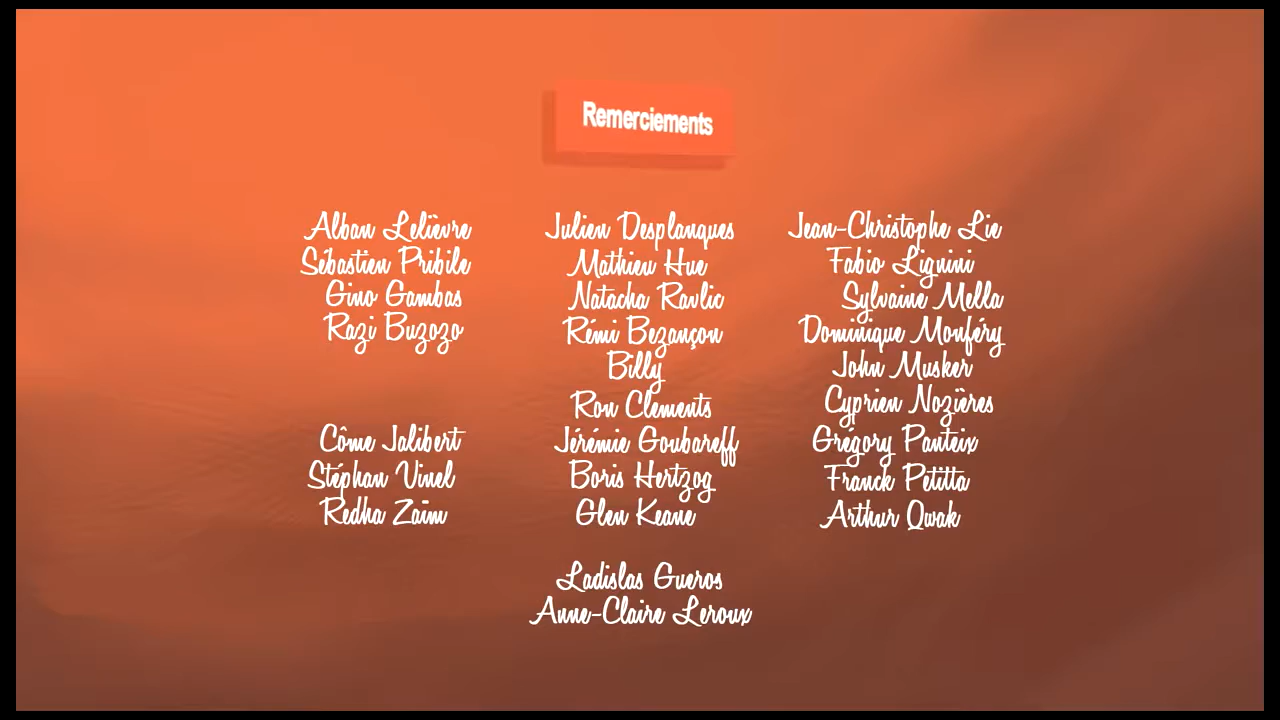 Remerciements
Alban Lelièvre
Sébastien Pribile
Gino Gambas
Razi Buzozo
Côme Jalibert
Stéphan Vinel
Redha Zaim
Julien Desplanques
Mathieu Hue
Natacha Ravlic
Rémi Bezançon
Billy
Ron Clements
Jérémie Goubareff
Boris Hertzog
Glen Keane
Jean-Christophe Lie
Fabio Lignini
Sylvaine Mella
Dominique Monféry
John Musker
Cyprien Nozières
Grégory Panteix
Franck Petitta
Arthur Qwak
Ladislas Gueros
Anne-Claire Leroux